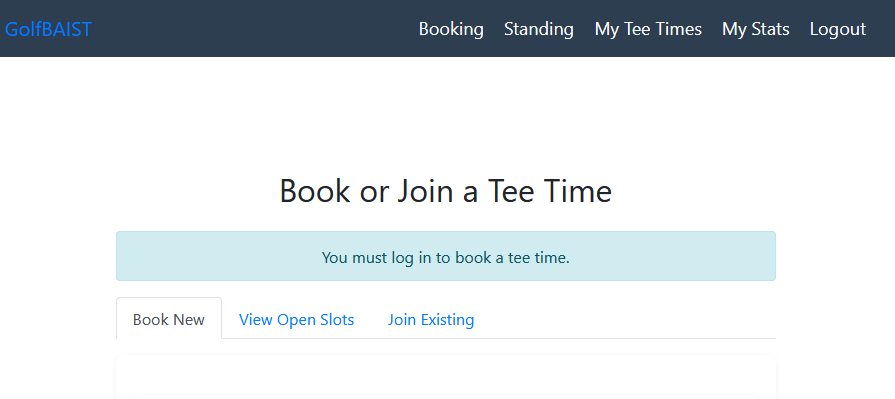 GolfBAIST Booking Standing My Tee Times My Stats Logout
Book or Join a Tee Time
You must log in to book a tee time.
Book New View Open Slots Join Existing